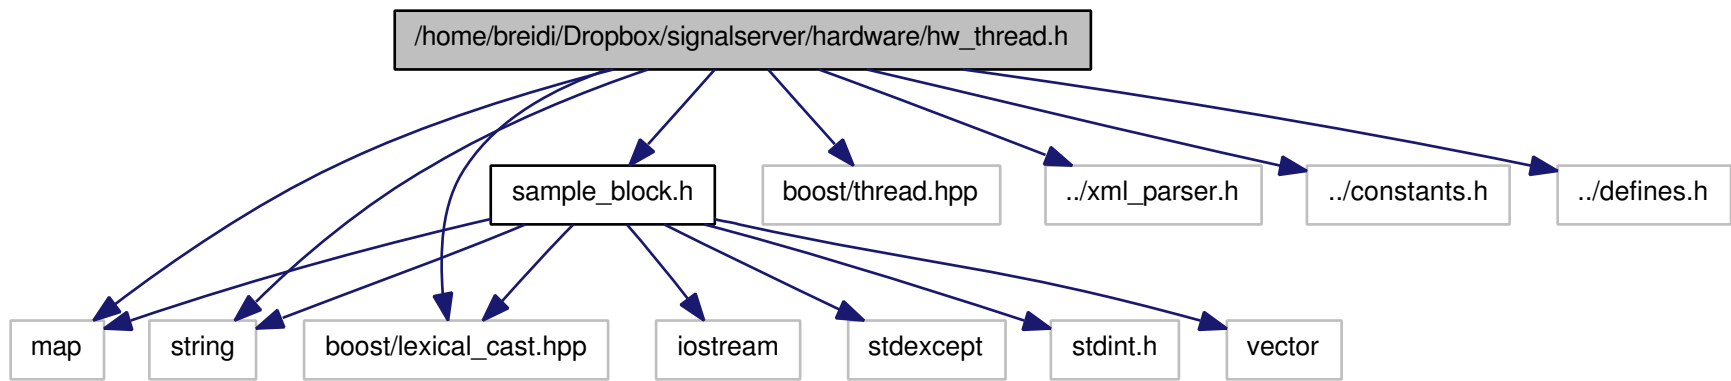 /home/breidi/Dropbox/signalserver/hardware/hw_thread.h
sample_block.h
boost/thread.hpp
../xml_parser.h
../constants.h
../defines.h
map
string
boost/lexical_cast.hpp
iostream
stdexcept
stdint.h
vector